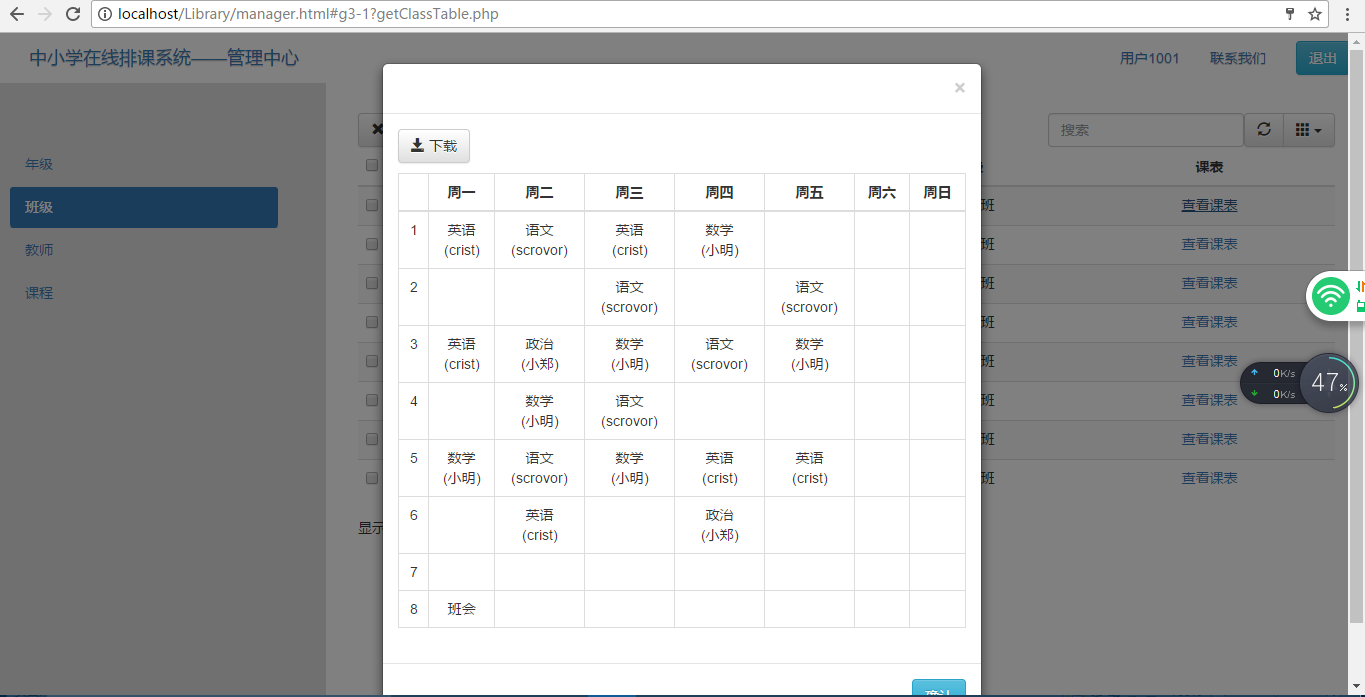 localhost/Library/manager.html#g3-1?getClassTable.php
中小学在线排课系统——管理中心
用户1001 联系我们 退出
×
下载
搜索
年级
班级
教师
课程
周一 周二 周三 周四 周五 周六 周日
1 英语 语文 英语 数学
(crist) (scrovor) (crist) (小明)
2 语文 语文
(scrovor) (scrovor)
3 英语 政治 数学 语文 数学
(crist) (小郑) (小明) (scrovor) (小明)
4 数学 语文
(小明) (scrovor)
5 数学 语文 数学 英语 英语
(小明) (scrovor) (小明) (crist) (crist)
6 英语 政治
(crist) (小郑)
7
8 班会
课表
班 查看课表
班 查看课表
班 查看课表
班 查看课表
班 查看课表
班 查看课表
班 查看课表
班 查看课表
显示
0K/s
0K/s
47%
确认